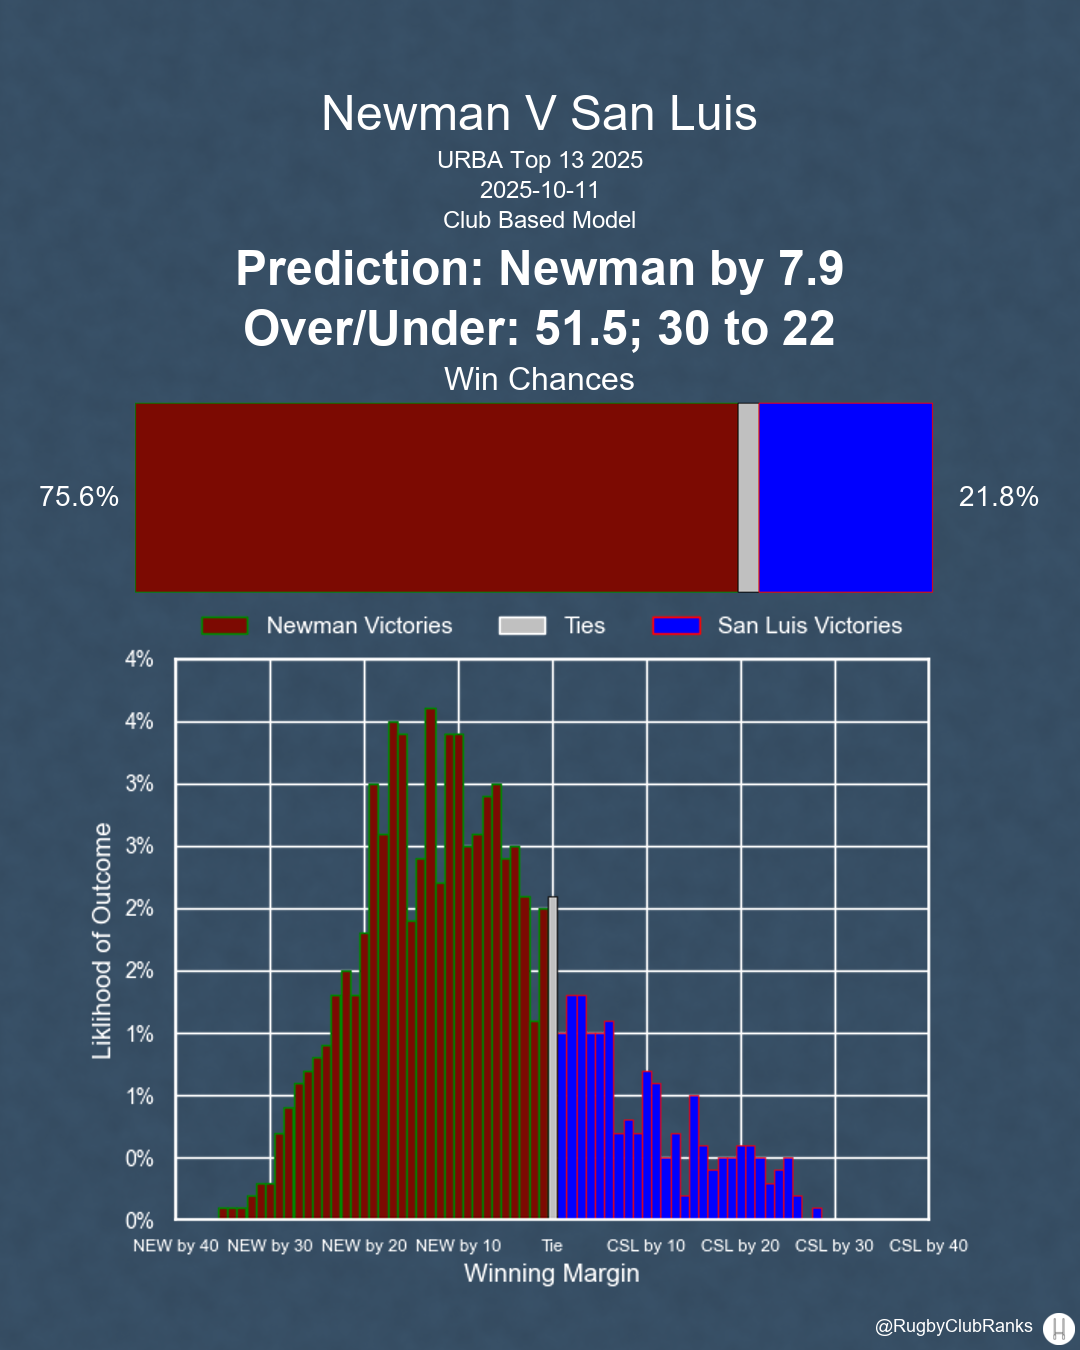 Newman V San Luis
URBA Top 13 2025
2025-10-11
Club Based Model
Prediction: Newman by 7.9
Over/Under: 51.5; 30 to 22
Win Chances
75.6%
21.8%
Newman Victories
Ties
San Luis Victories
4%
4%
3%
3%
2%
2%
1%
1%
0%
0%
Liklihood of Outcome
NEW by 40 NEW by 30 NEW by 20 NEW by 10 Tie CSL by 10 CSL by 20 CSL by 30 CSL by 40
Winning Margin
@RugbyClubRanks